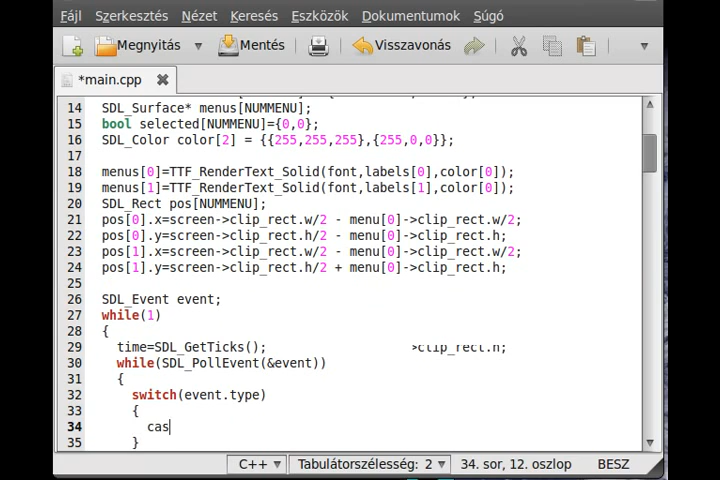 Fájl Szerkesztés Nézet Keresés Eszközök Dokumentumok Súgó
Megnyitás Mentés Visszavonás
*main.cpp
14 SDL_Surface* menus[NUMMENU];
15 bool selected[NUMMENU]={0,0};
16 SDL_Color color[2] = {{255,255,255},{255,0,0}};
17
18 menus[0]=TTF_RenderText_Solid(font,labels[0],color[0]);
19 menus[1]=TTF_RenderText_Solid(font,labels[1],color[0]);
20 SDL_Rect pos[NUMMENU];
21 pos[0].x=screen->clip_rect.w/2 - menu[0]->clip_rect.w/2;
22 pos[0].y=screen->clip_rect.h/2 - menu[0]->clip_rect.h;
23 pos[1].x=screen->clip_rect.w/2 - menu[0]->clip_rect.w/2;
24 pos[1].y=screen->clip_rect.h/2 + menu[0]->clip_rect.h;
25
26 SDL_Event event;
27 while(1)
28 {
29 time=SDL_GetTicks(); >clip_rect.h;
30 while(SDL_PollEvent(&event))
31 {
32 switch(event.type)
33 {
34 cas
35 }
C++ Tabulátorszélesség: 2 34. sor, 12. oszlop BESZ